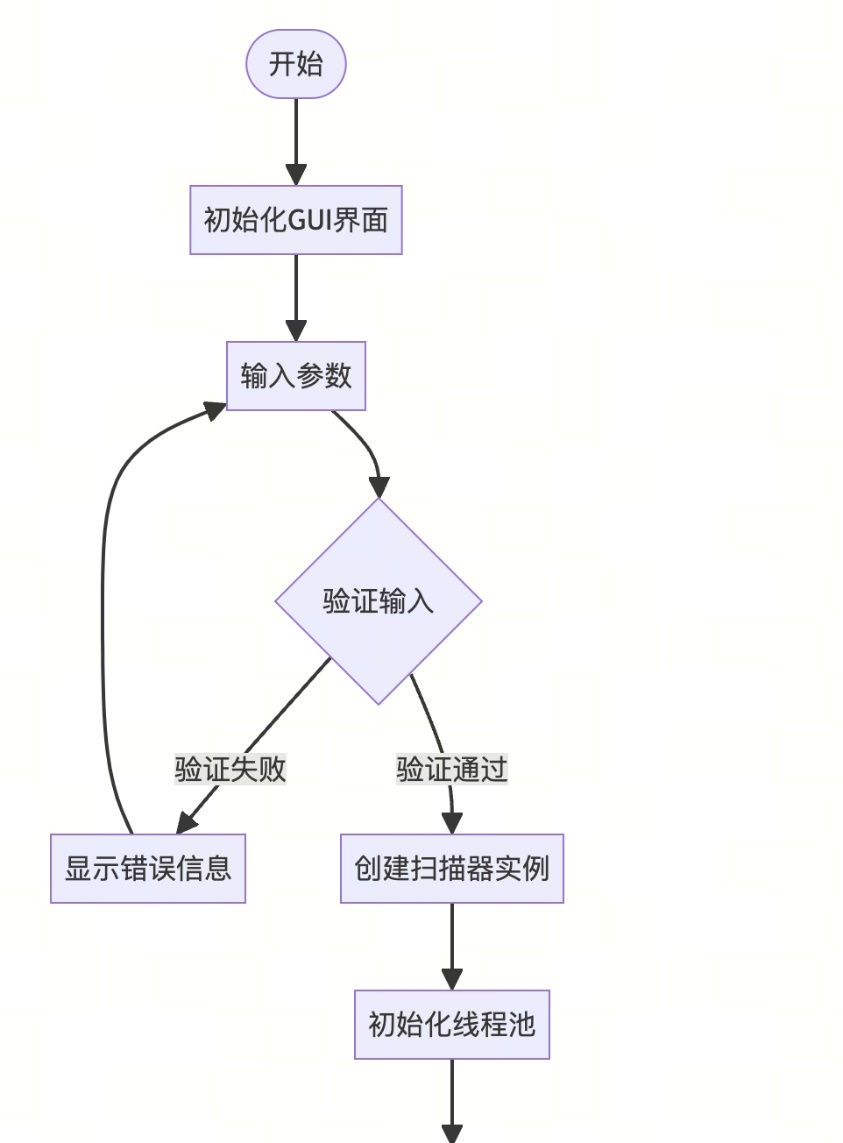 开始
初始化GUI界面
输入参数
验证输入
验证失败
验证通过
显示错误信息
创建扫描器实例
初始化线程池